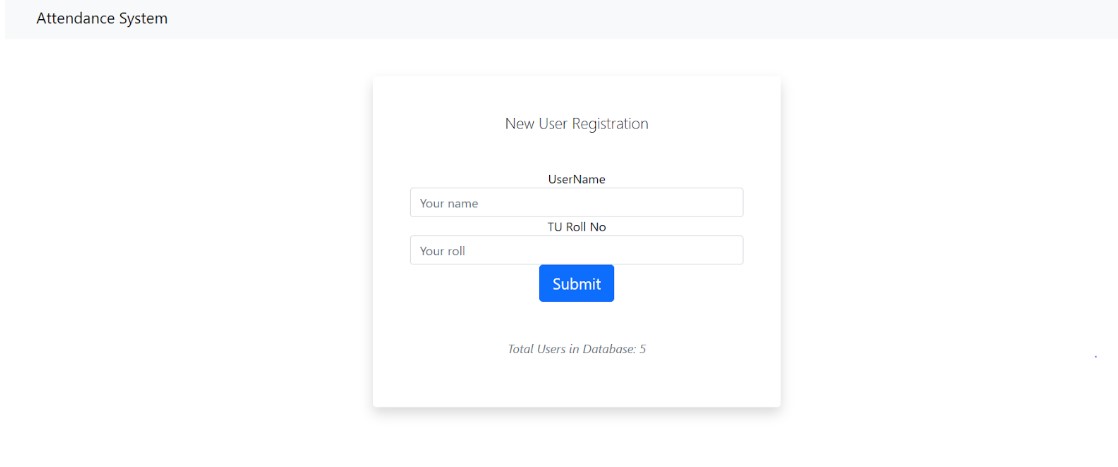 Attendance System
New User Registration
UserName
Your name
TU Roll No
Your roll
Submit
Total Users in Database: 5